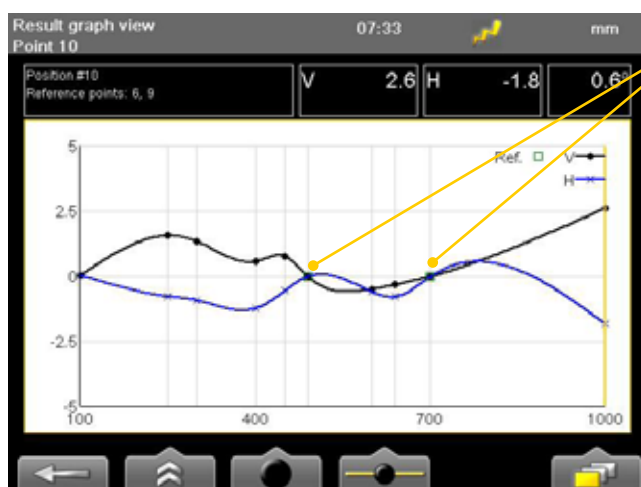 Result graph view 07:33 mm
Point 10
Position #10
Reference points: 6, 9
V 2.6 H -1.8 0.6°
5
Ref. V
H
2.5
0
-2.5
-5
100 400 700 1000